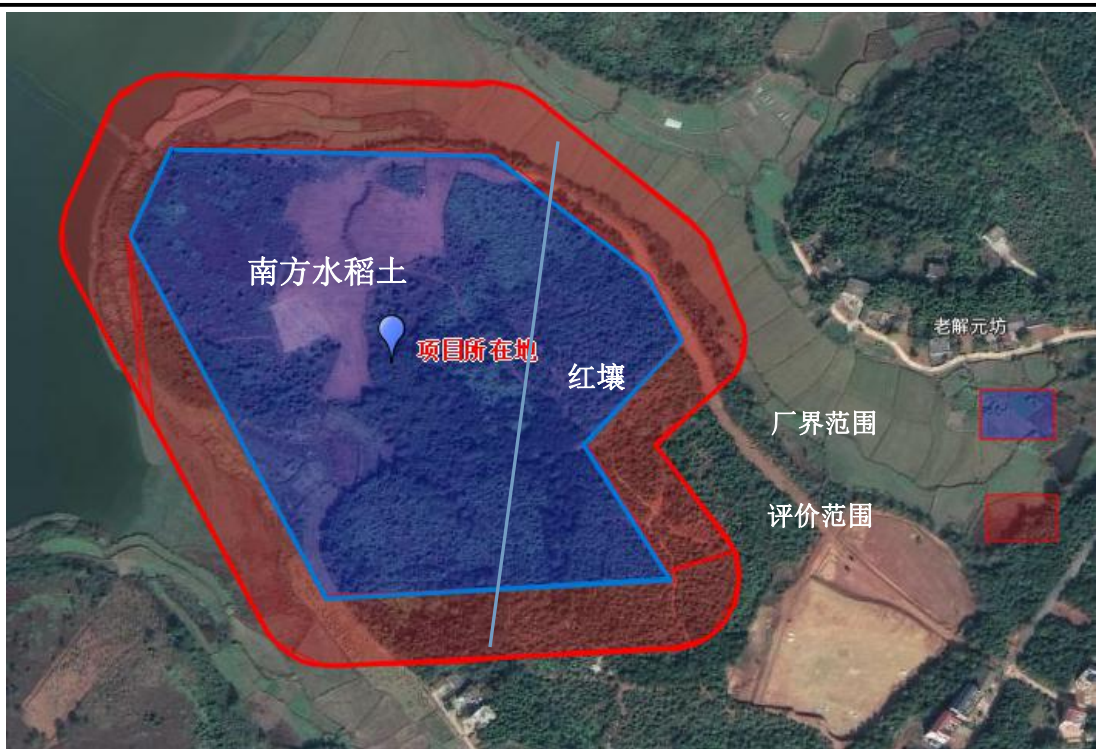 南方水稻土
项目所在地
红壤
老解元坊
厂界范围
评价范围